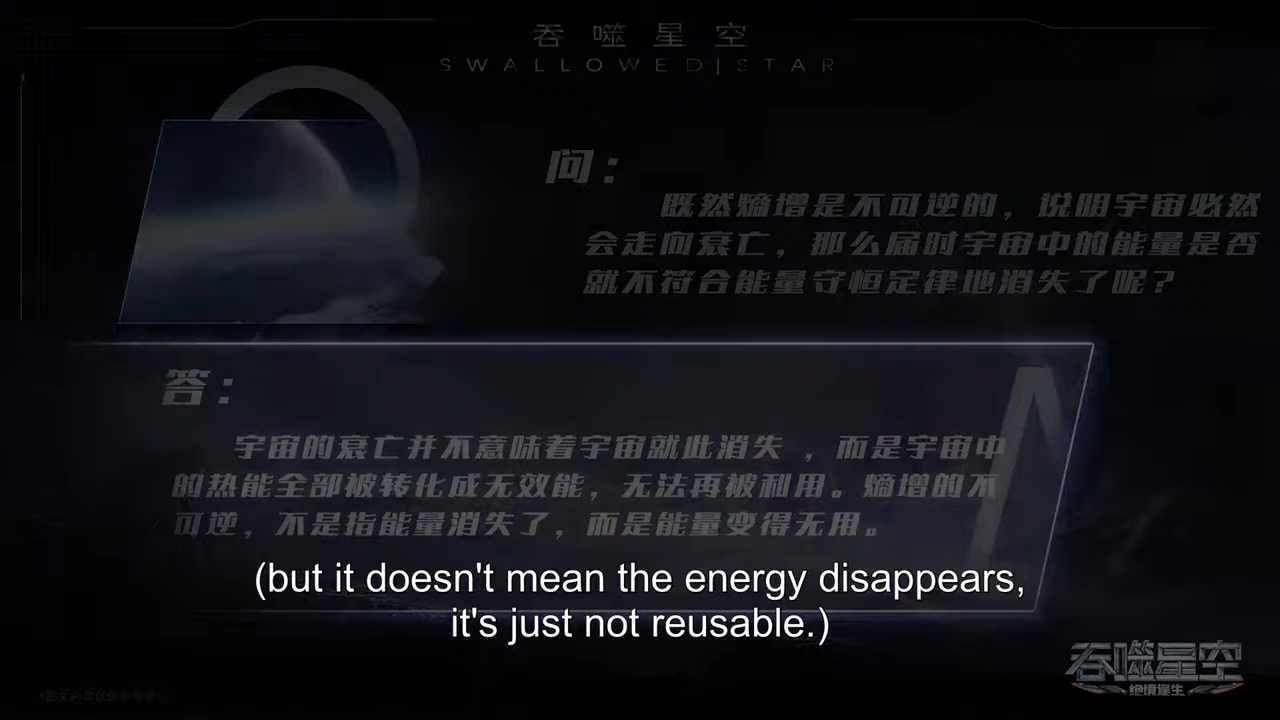 吞噬星空
SWALLOWED|STAR
问：
既然熵增是不可逆的，说明宇宙必然
会走向衰亡，那么届时宇宙中的能量是否
就不符合能量守恒定律地消失了呢？
答：
宇宙的衰亡并不意味着宇宙就此消失 ，而是宇宙中
的热能全部被转化成无效能，无法再被利用。熵增的不
可逆，不是指能量消失了，而是能量变得无用。
(but it doesn't mean the energy disappears,
it's just not reusable.)
吞噬星空
绝境逢生